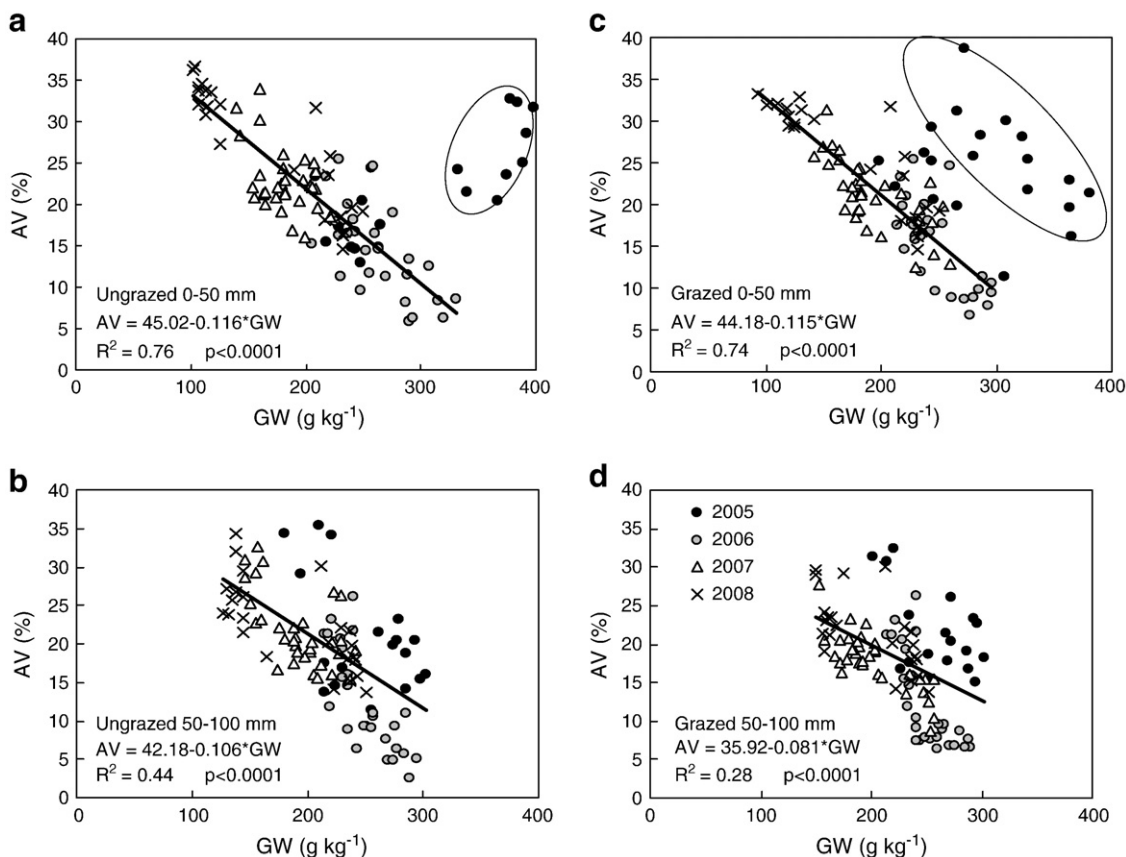 a
AV (%)
40
35
30
25
20
15
10
5
0
Ungrazed 0-50 mm
AV = 45.02-0.116*GW
R² = 0.76 p<0.0001
0 100 200 300 400
GW (g kg⁻¹)
c
AV (%)
40
35
30
25
20
15
10
5
0
Grazed 0-50 mm
AV = 44.18-0.115*GW
R² = 0.74 p<0.0001
0 100 200 300 400
GW (g kg⁻¹)
b
AV (%)
40
35
30
25
20
15
10
5
0
Ungrazed 50-100 mm
AV = 42.18-0.106*GW
R² = 0.44 p<0.0001
0 100 200 300 400
GW (g kg⁻¹)
d
AV (%)
40
35
30
25
20
15
10
5
0
2005
2006
2007
2008
Grazed 50-100 mm
AV = 35.92-0.081*GW
R² = 0.28 p<0.0001
0 100 200 300 400
GW (g kg⁻¹)